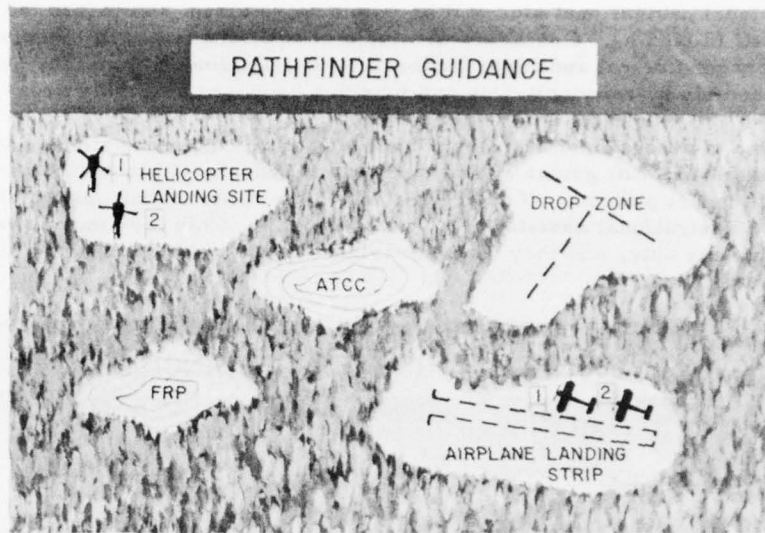 PATHFINDER GUIDANCE
1
HELICOPTER
LANDING SITE
2
DROP ZONE
ATCC
FRP
1 2
AIRPLANE LANDING
STRIP